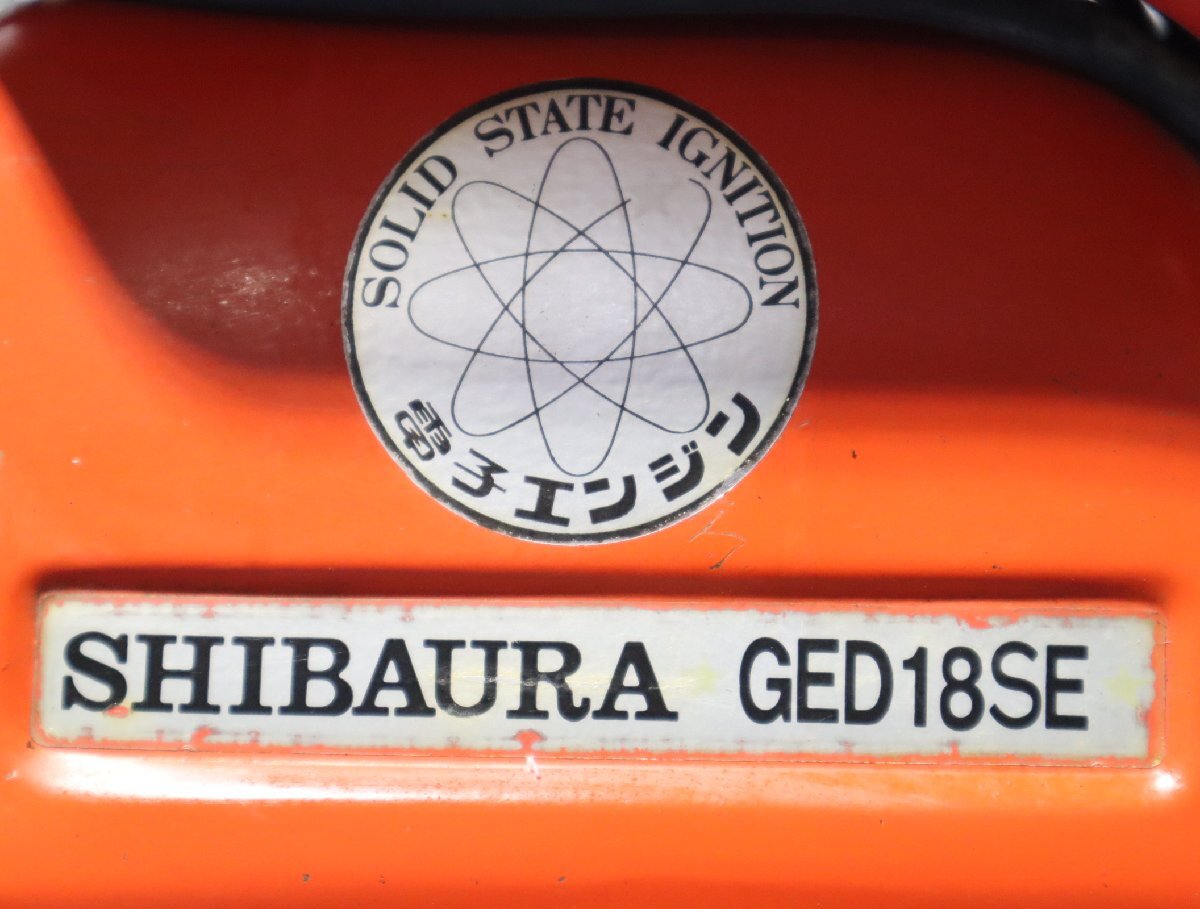 SOLID STATE IGNITION
電子エンジン
SHIBAURA GED18SE